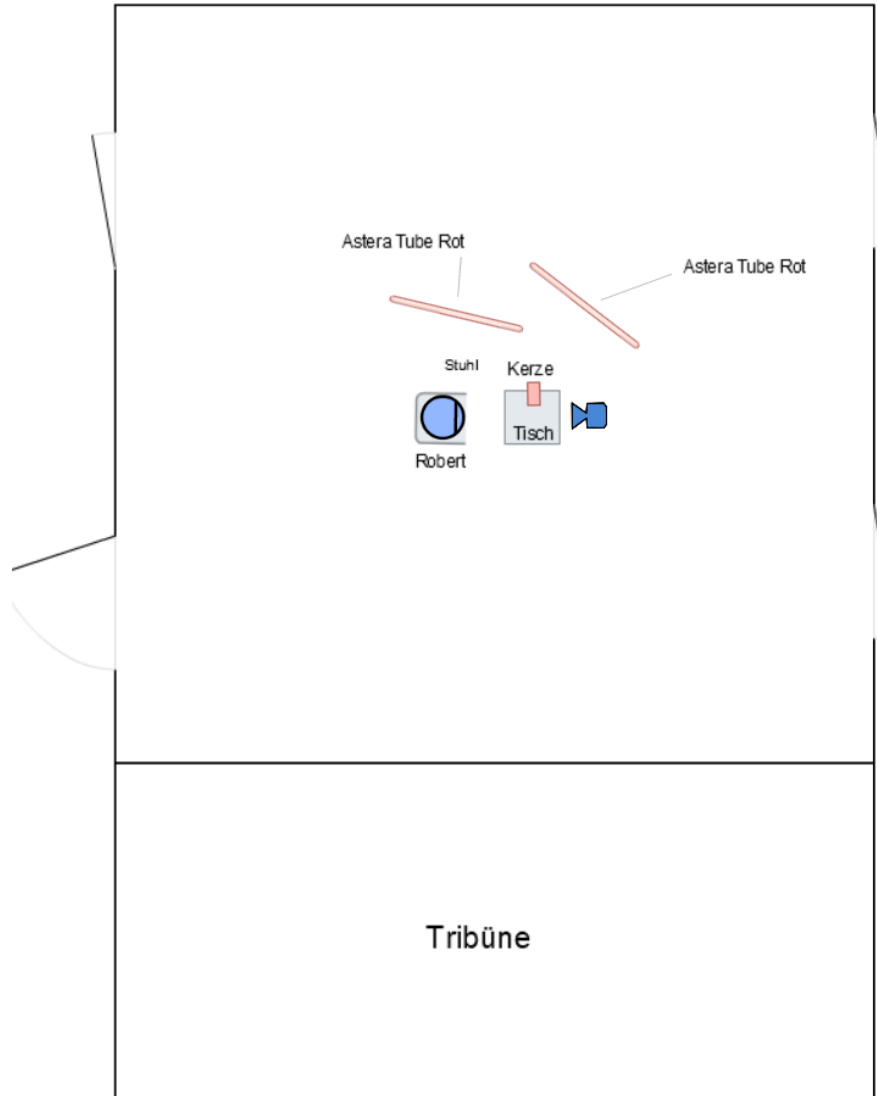 Astera Tube Rot
Astera Tube Rot
Stuhl
Kerze
Tisch
Robert
Tribüne